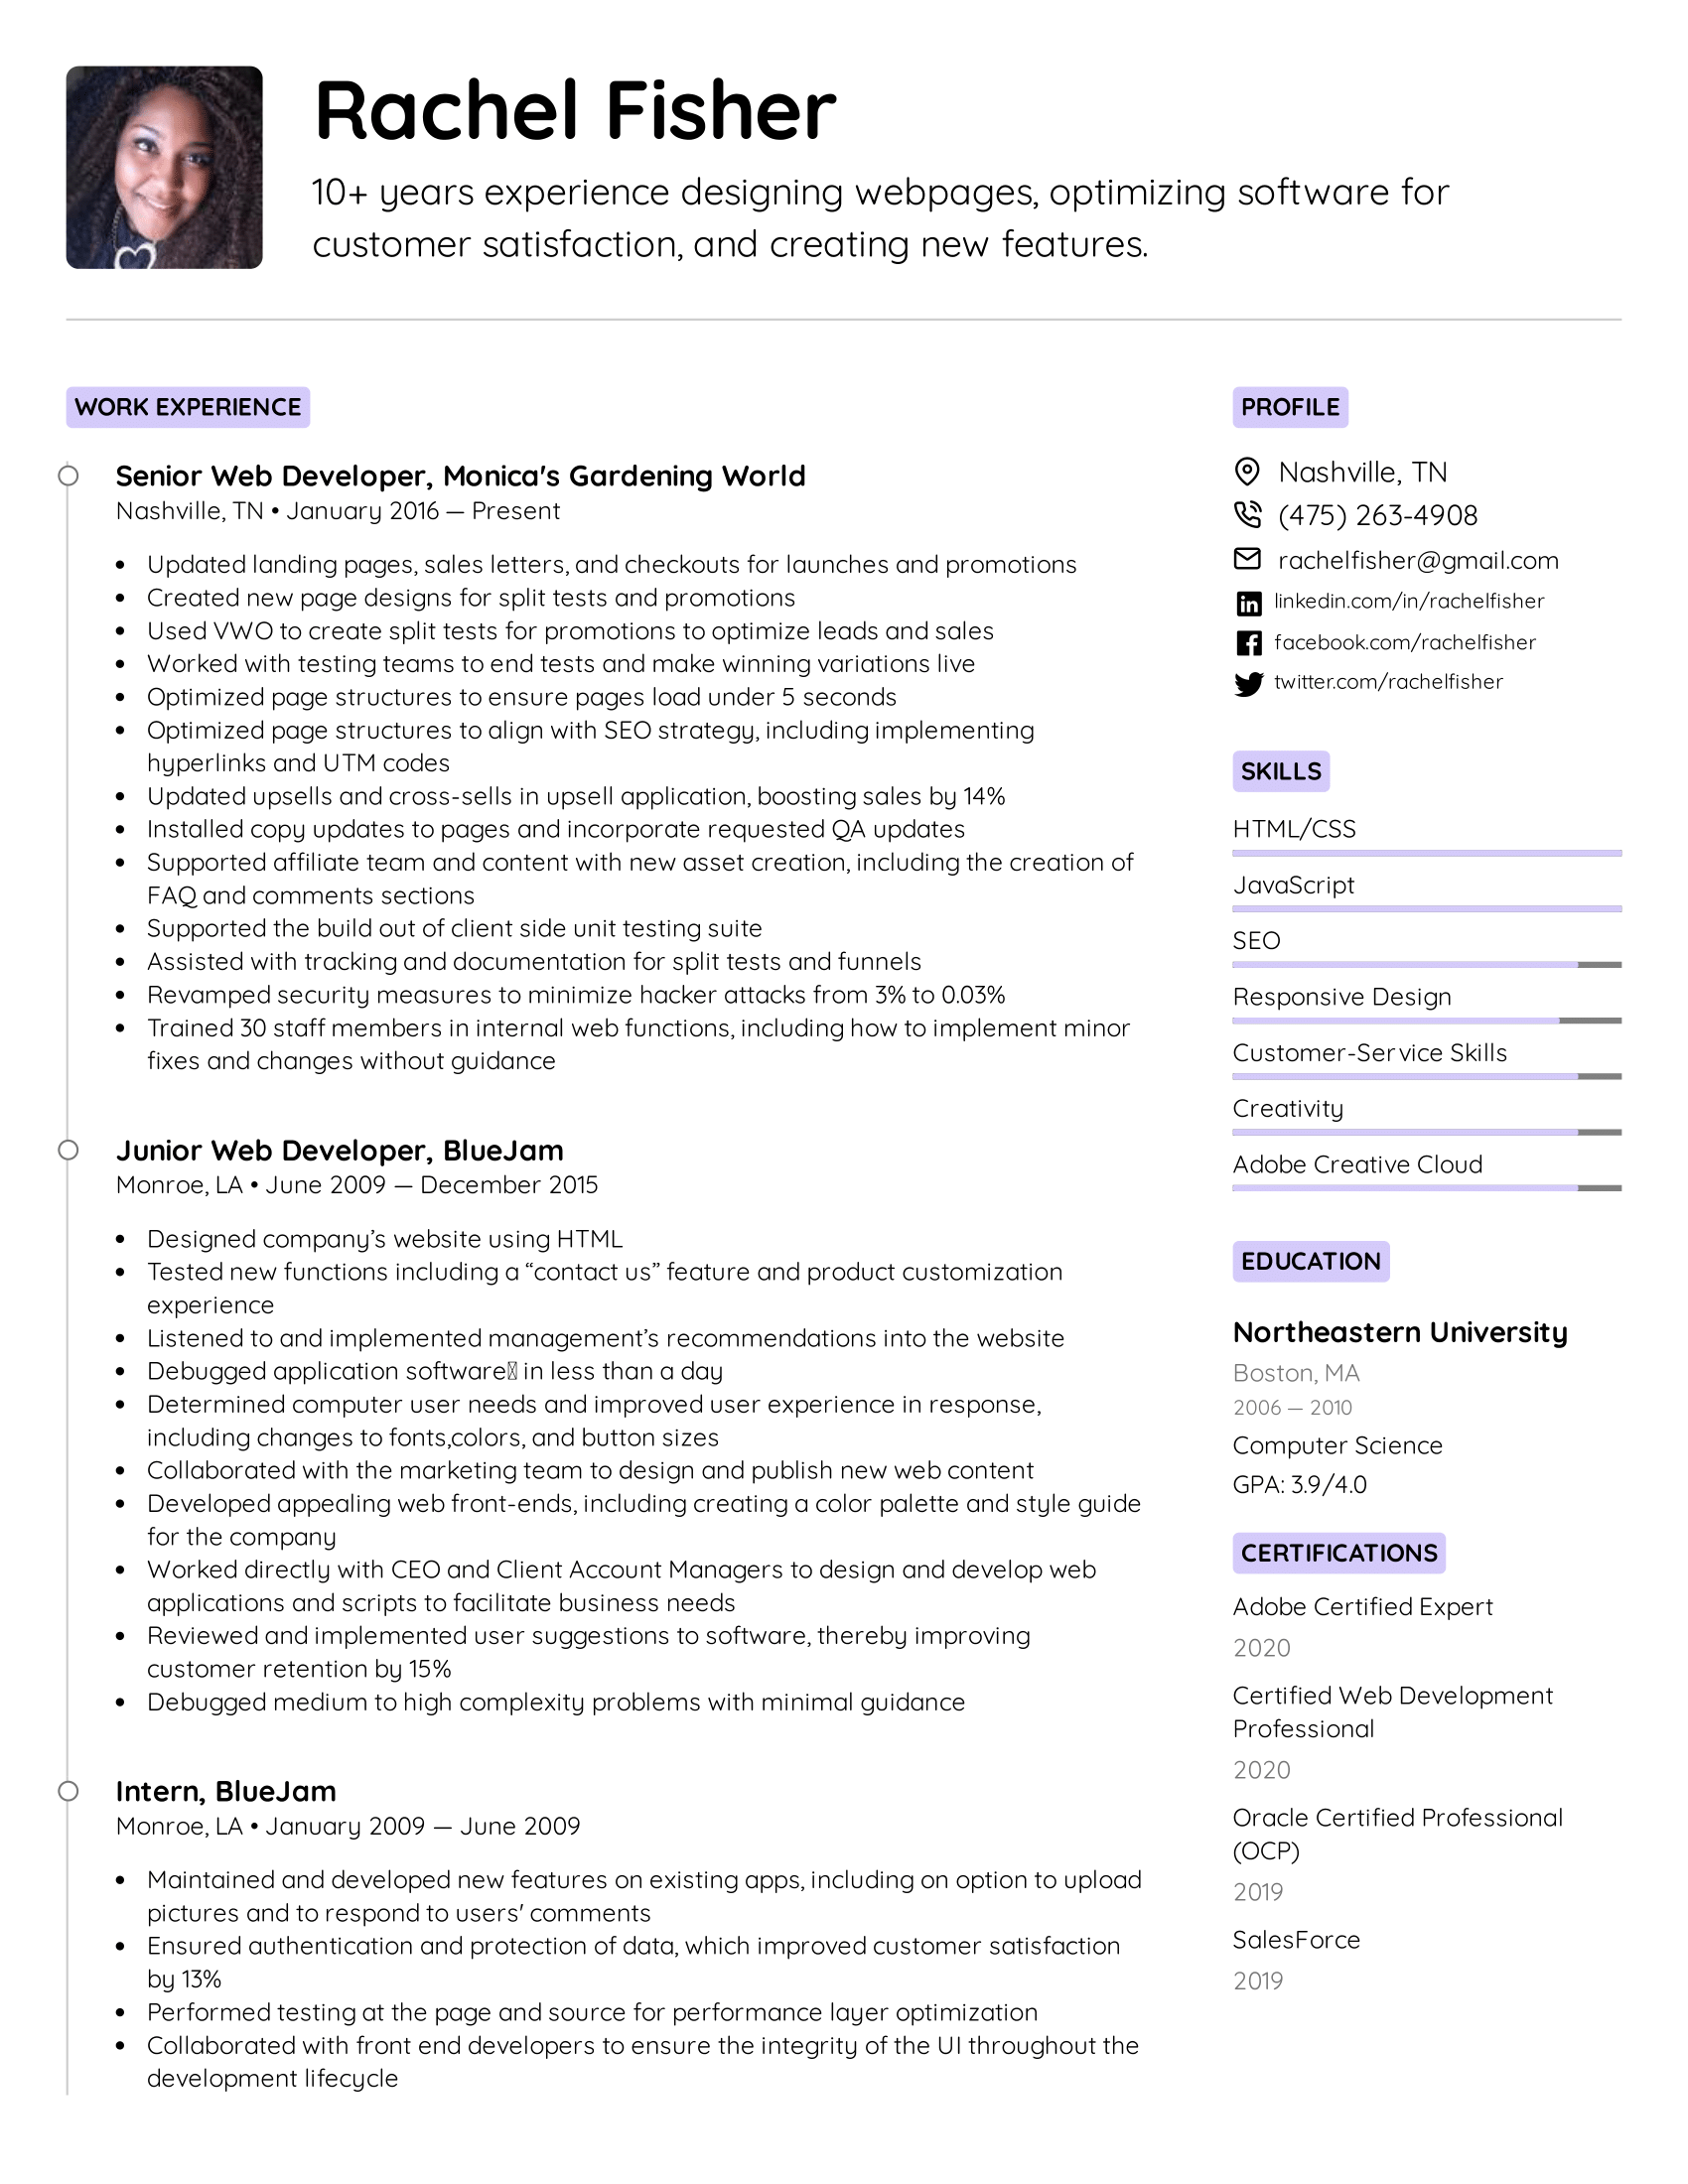 Rachel Fisher
10+ years experience designing webpages, optimizing software for
customer satisfaction, and creating new features.
WORK EXPERIENCE
Senior Web Developer, Monica's Gardening World
Nashville, TN • January 2016 — Present
• Updated landing pages, sales letters, and checkouts for launches and promotions
• Created new page designs for split tests and promotions
• Used VWO to create split tests for promotions to optimize leads and sales
• Worked with testing teams to end tests and make winning variations live
• Optimized page structures to ensure pages load under 5 seconds
• Optimized page structures to align with SEO strategy, including implementing
hyperlinks and UTM codes
• Updated upsells and cross-sells in upsell application, boosting sales by 14%
• Installed copy updates to pages and incorporate requested QA updates
• Supported affiliate team and content with new asset creation, including the creation of
FAQ and comments sections
• Supported the build out of client side unit testing suite
• Assisted with tracking and documentation for split tests and funnels
• Revamped security measures to minimize hacker attacks from 3% to 0.03%
• Trained 30 staff members in internal web functions, including how to implement minor
fixes and changes without guidance
Junior Web Developer, BlueJam
Monroe, LA • June 2009 — December 2015
• Designed company’s website using HTML
• Tested new functions including a “contact us” feature and product customization
experience
• Listened to and implemented management’s recommendations into the website
• Debugged application software in less than a day
• Determined computer user needs and improved user experience in response,
including changes to fonts,colors, and button sizes
• Collaborated with the marketing team to design and publish new web content
• Developed appealing web front-ends, including creating a color palette and style guide
for the company
• Worked directly with CEO and Client Account Managers to design and develop web
applications and scripts to facilitate business needs
• Reviewed and implemented user suggestions to software, thereby improving
customer retention by 15%
• Debugged medium to high complexity problems with minimal guidance
Intern, BlueJam
Monroe, LA • January 2009 — June 2009
• Maintained and developed new features on existing apps, including on option to upload
pictures and to respond to users' comments
• Ensured authentication and protection of data, which improved customer satisfaction
by 13%
• Performed testing at the page and source for performance layer optimization
• Collaborated with front end developers to ensure the integrity of the UI throughout the
development lifecycle
PROFILE
Nashville, TN
(475) 263-4908
rachelfisher@gmail.com
linkedin.com/in/rachelfisher
facebook.com/rachelfisher
twitter.com/rachelfisher
SKILLS
HTML/CSS
JavaScript
SEO
Responsive Design
Customer-Service Skills
Creativity
Adobe Creative Cloud
EDUCATION
Northeastern University
Boston, MA
2006 — 2010
Computer Science
GPA: 3.9/4.0
CERTIFICATIONS
Adobe Certified Expert
2020
Certified Web Development
Professional
2020
Oracle Certified Professional
(OCP)
2019
SalesForce
2019